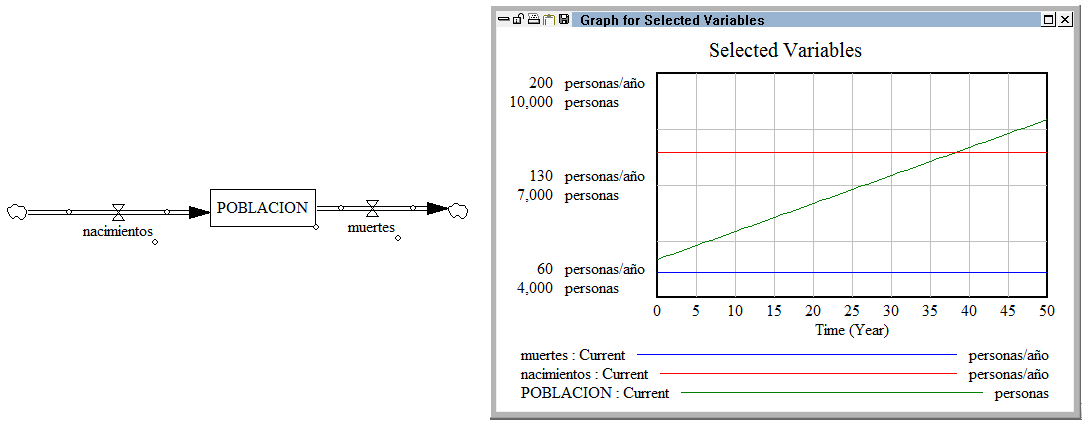 POBLACION
nacimientos
muertes
Graph for Selected Variables
Selected Variables
200 personas/año
10,000 personas
130 personas/año
7,000 personas
60 personas/año
4,000 personas
0 5 10 15 20 25 30 35 40 45 50
Time (Year)
muertes : Current personas/año
nacimientos : Current personas/año
POBLACION : Current personas